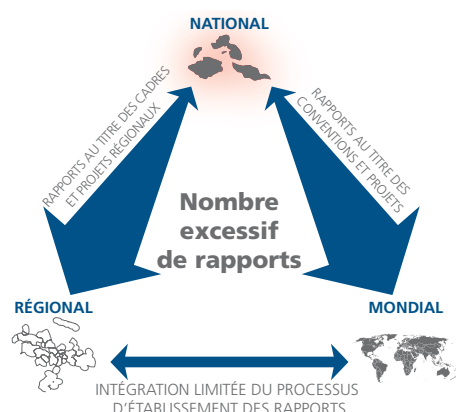 NATIONAL
RAPPORTS AU TITRE DES CADRES
ET PROJETS RÉGIONAUX
RAPPORTS AU TITRE DES
CONVENTIONS ET PROJETS
Nombre
excessif
de rapports
RÉGIONAL
MONDIAL
INTÉGRATION LIMITÉE DU PROCESSUS
D'ÉTABLISSEMENT DES RAPPORTS